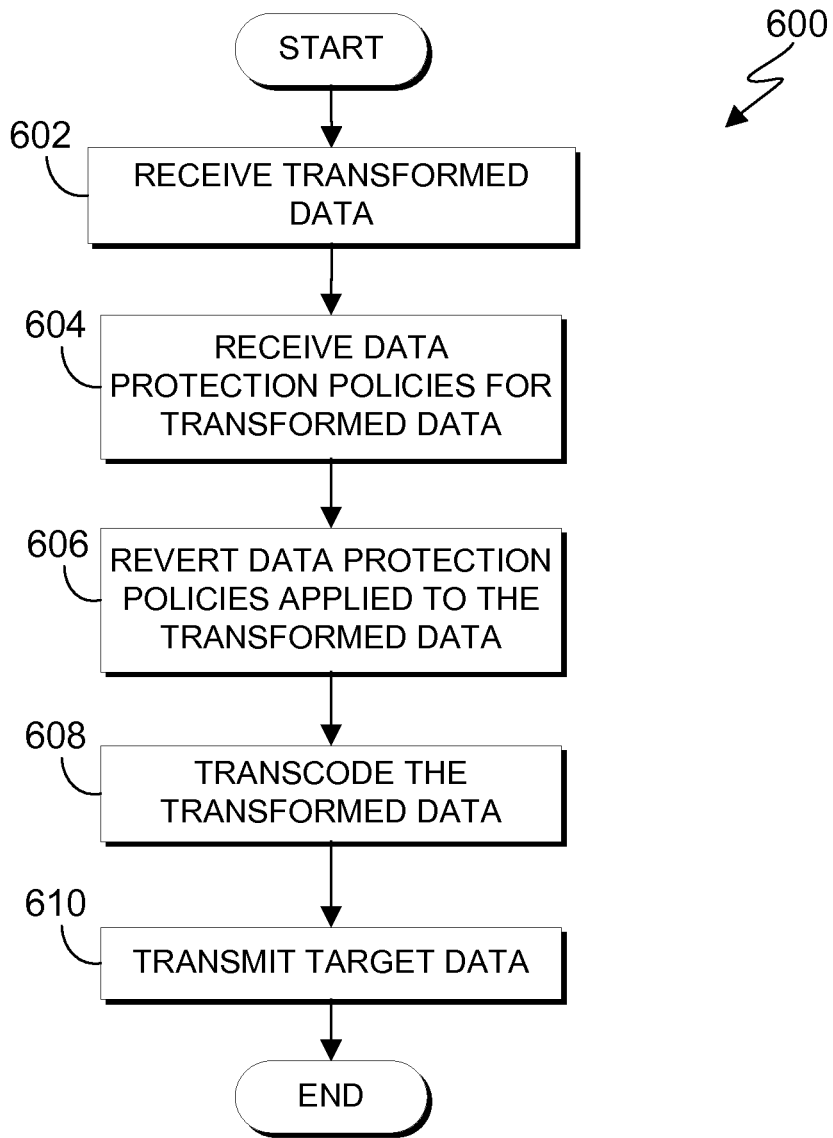 START
600
602
RECEIVE TRANSFORMED
DATA
604
RECEIVE DATA
PROTECTION POLICIES FOR
TRANSFORMED DATA
606
REVERT DATA PROTECTION
POLICIES APPLIED TO THE
TRANSFORMED DATA
608
TRANSCODE THE
TRANSFORMED DATA
610
TRANSMIT TARGET DATA
END